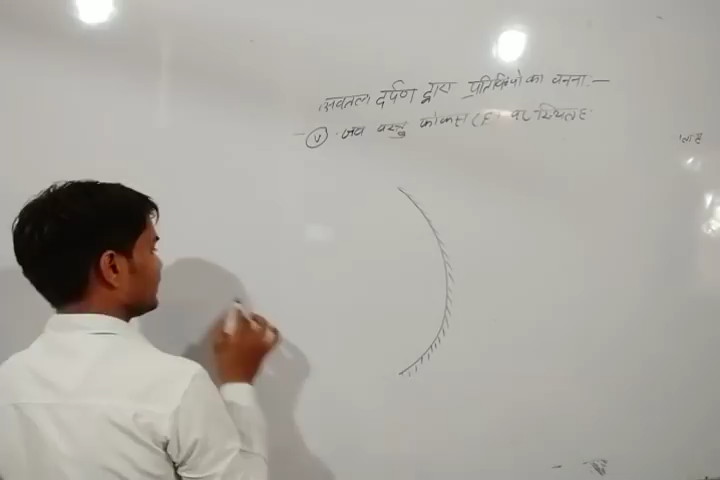 अवतल दर्पण द्वारा प्रतिबिम्बो का बनना:—
(v) जब वस्तु फोकस (F) पर स्थित है